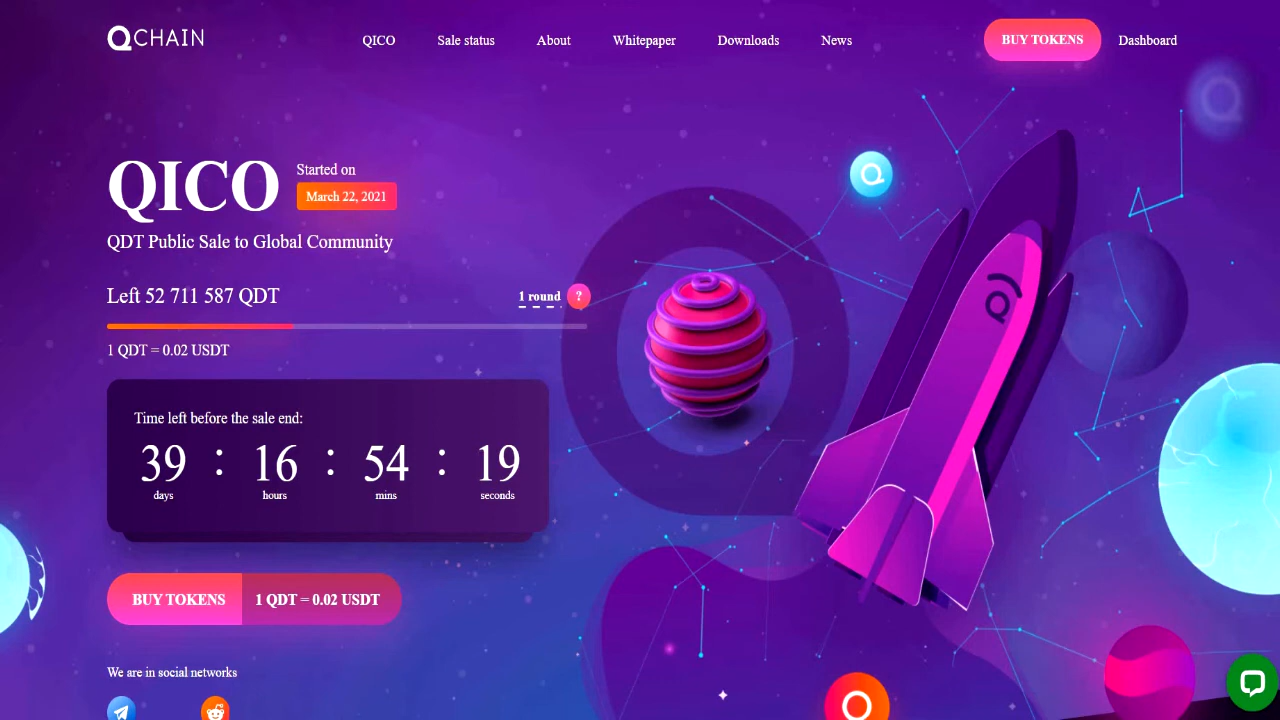 QCHAIN
QICO
Sale status
About
Whitepaper
Downloads
News
BUY TOKENS
Dashboard
QICO
Started on
March 22, 2021
QDT Public Sale to Global Community
Left 52 711 587 QDT
1 round
?
1 QDT = 0.02 USDT
Time left before the sale end:
39 : 16 : 54 : 19
days hours mins seconds
BUY TOKENS
1 QDT = 0.02 USDT
We are in social networks